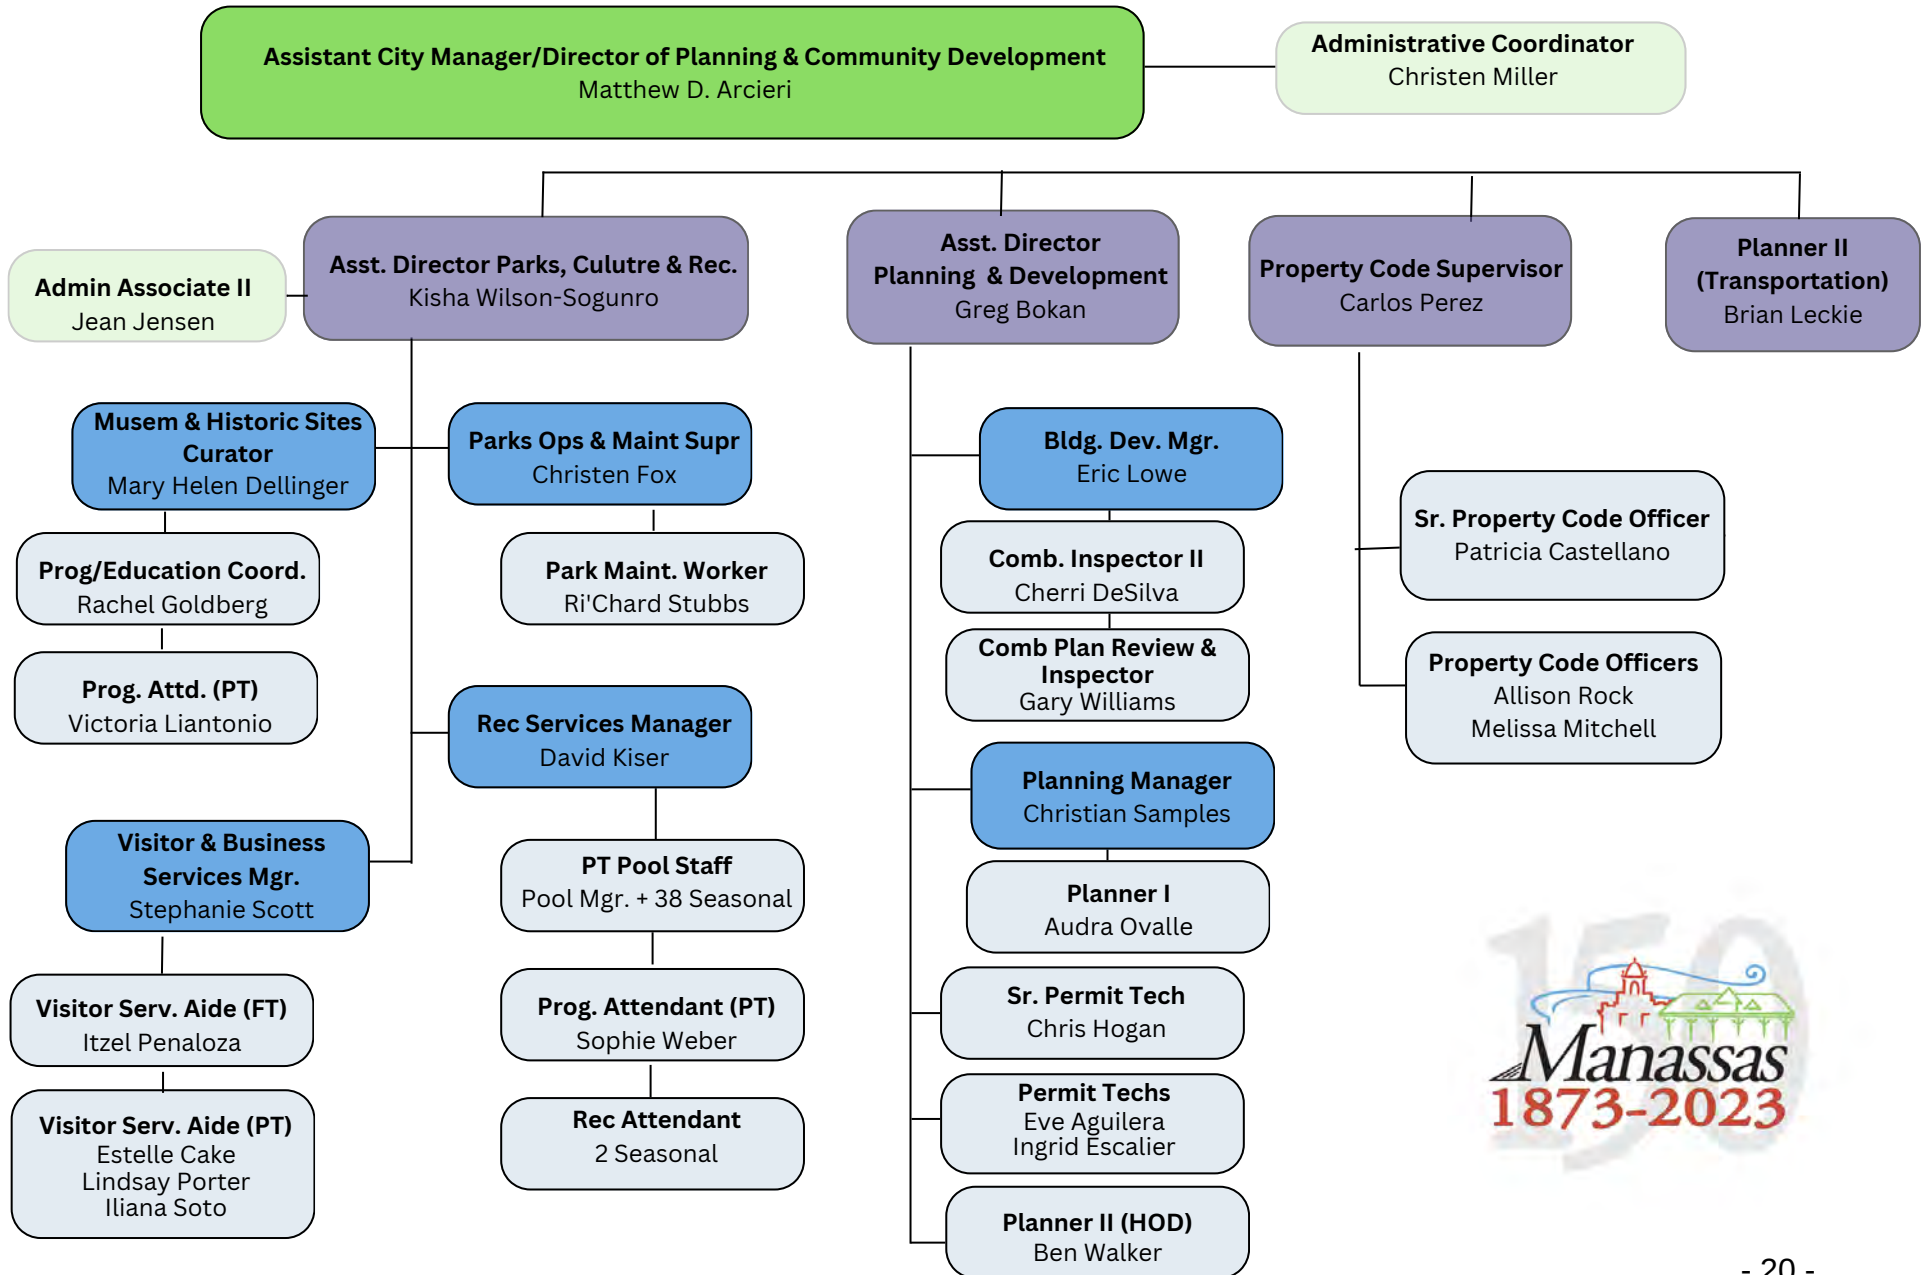 Assistant City Manager/Director of Planning & Community Development
Matthew D. Arcieri
Administrative Coordinator
Christen Miller
Admin Associate II
Jean Jensen
Asst. Director Parks, Culutre & Rec.
Kisha Wilson-Sogunro
Asst. Director
Planning & Development
Greg Bokan
Property Code Supervisor
Carlos Perez
Planner II
(Transportation)
Brian Leckie
Musem & Historic Sites
Curator
Mary Helen Dellinger
Prog/Education Coord.
Rachel Goldberg
Prog. Attd. (PT)
Victoria Liantonio
Parks Ops & Maint Supr
Christen Fox
Park Maint. Worker
Ri'Chard Stubbs
Rec Services Manager
David Kiser
PT Pool Staff
Pool Mgr. + 38 Seasonal
Prog. Attendant (PT)
Sophie Weber
Rec Attendant
2 Seasonal
Visitor & Business
Services Mgr.
Stephanie Scott
Visitor Serv. Aide (FT)
Itzel Penaloza
Visitor Serv. Aide (PT)
Estelle Cake
Lindsay Porter
Iliana Soto
Bldg. Dev. Mgr.
Eric Lowe
Comb. Inspector II
Cherri DeSilva
Comb Plan Review &
Inspector
Gary Williams
Planning Manager
Christian Samples
Planner I
Audra Ovalle
Sr. Permit Tech
Chris Hogan
Permit Techs
Eve Aguilera
Ingrid Escalier
Planner II (HOD)
Ben Walker
Sr. Property Code Officer
Patricia Castellano
Property Code Officers
Allison Rock
Melissa Mitchell
150
Manassas
1873-2023
- 20 -